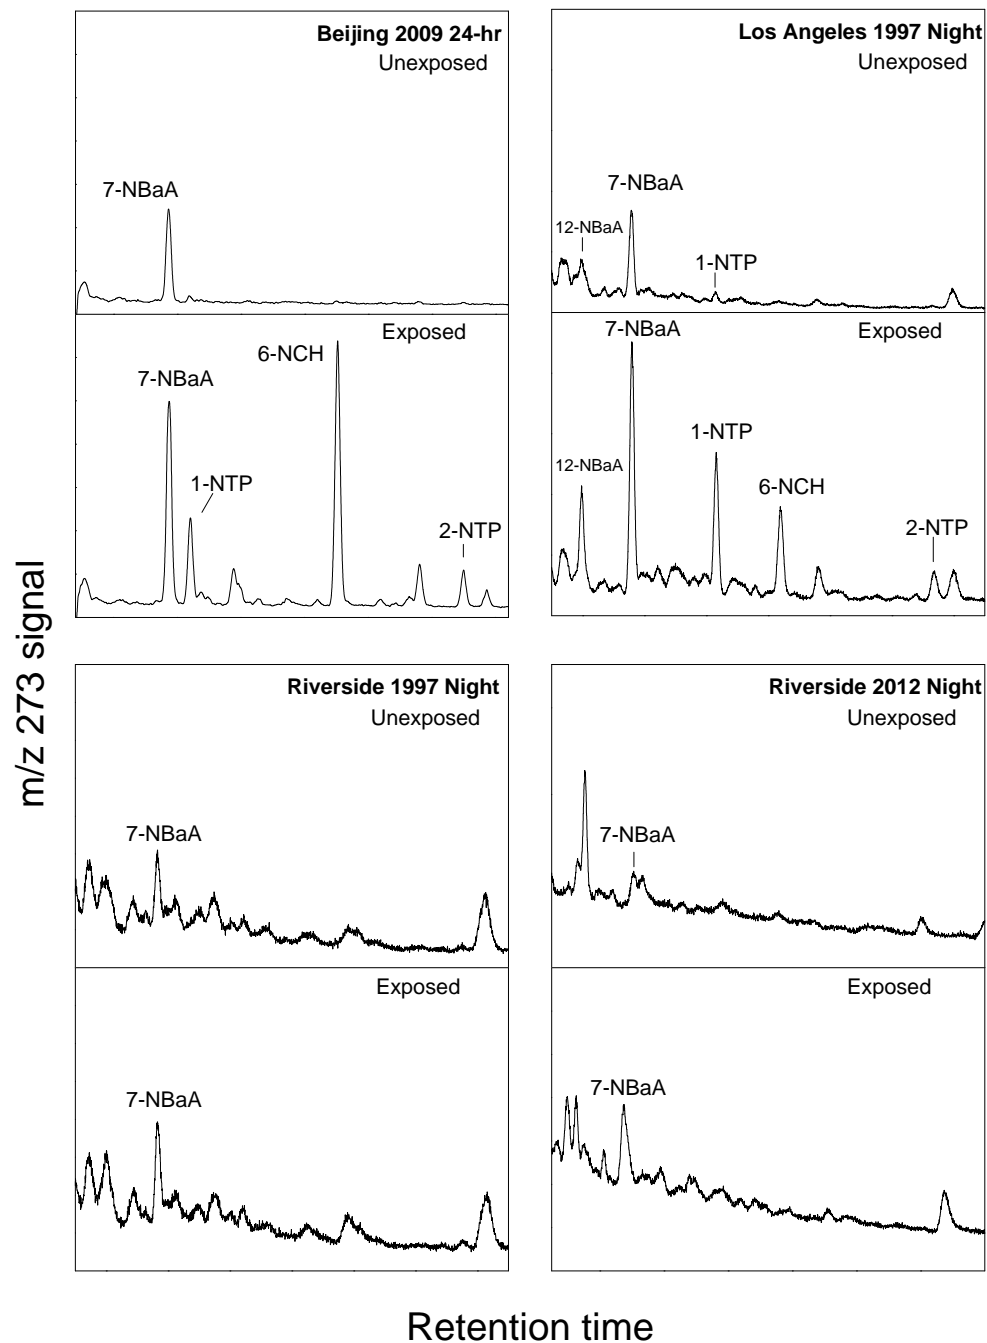 Beijing 2009 24-hr
Unexposed
7-NBaA
Exposed
6-NCH
7-NBaA
1-NTP
2-NTP
Los Angeles 1997 Night
Unexposed
7-NBaA
12-NBaA
1-NTP
7-NBaA
Exposed
1-NTP
12-NBaA
6-NCH
2-NTP
m/z 273 signal
Riverside 1997 Night
Unexposed
7-NBaA
Exposed
7-NBaA
Riverside 2012 Night
Unexposed
7-NBaA
Exposed
7-NBaA
Retention time